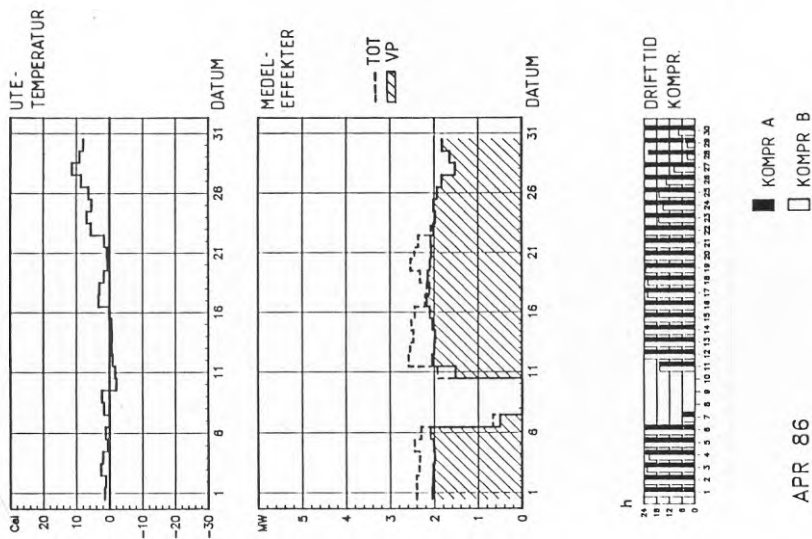 UTE-
TEMPERATUR
Cel
20
10
0
-10
-20
-30
1
6
11
16
21
26
31
DATUM
MEDEL-
EFFEKTER
--- TOT
VP
MW
5
4
3
2
1
0
1
6
11
16
21
26
31
DATUM
DRIFTTID
KOMPR.
h
24
18
12
6
0
1 2 3 4 5 6 7 8 9 10 11 12 13 14 15 16 17 18 19 20 21 22 23 24 25 26 27 28 29 30
KOMPR A
KOMPR B
APR 86